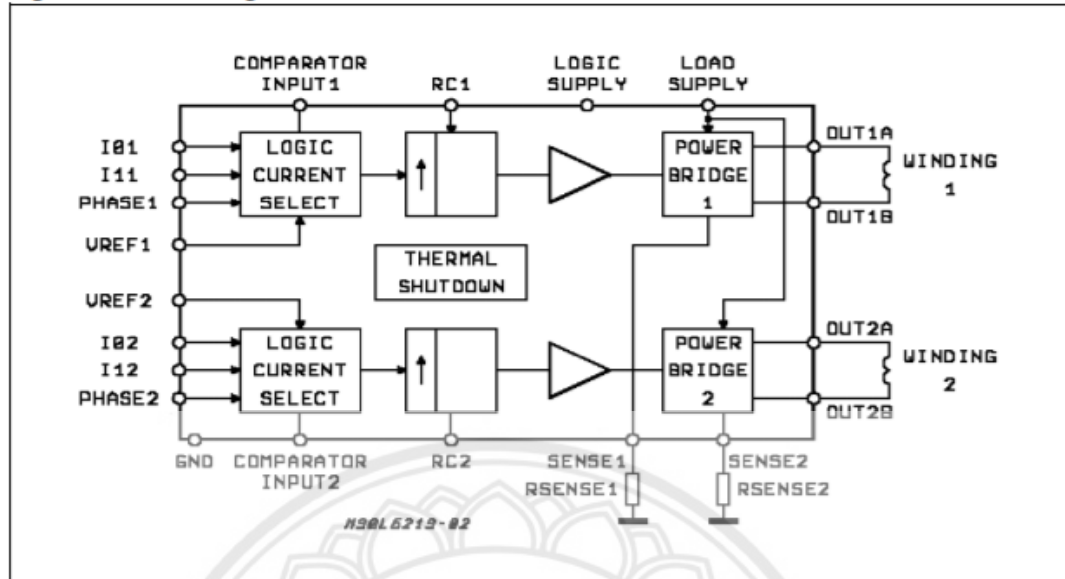 COMPARATOR
INPUT1
RC1
LOGIC
SUPPLY
LOAD
SUPPLY
I01
I11
PHASE1
VREF1
LOGIC
CURRENT
SELECT
POWER
BRIDGE
1
OUT1A
OUT1B
WINDING
1
THERMAL
SHUTDOWN
VREF2
I02
I12
PHASE2
LOGIC
CURRENT
SELECT
POWER
BRIDGE
2
OUT2A
OUT2B
WINDING
2
GND
COMPARATOR
INPUT2
RC2
SENSE1
RSENSE1
SENSE2
RSENSE2
M90L6219-02